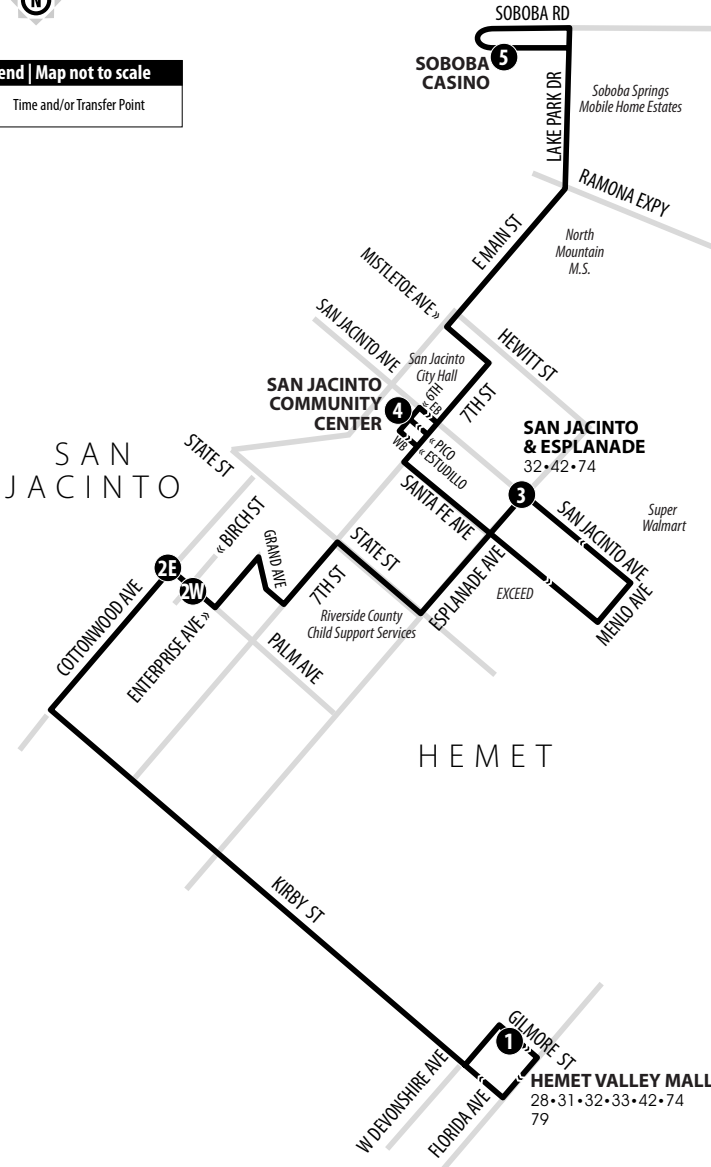 N
end | Map not to scale
Time and/or Transfer Point
SOBOBA RD
5
SOBOBA
CASINO
LAKE PARK DR
Soboba Springs
Mobile Home Estates
RAMONA EXPY
E MAIN ST
North
Mountain
M.S.
MISTLETOE AVE »
SAN JACINTO AVE
HEWITT ST
San Jacinto
City Hall
SAN JACINTO
COMMUNITY
CENTER
4
« 6TH
EB
7TH ST
WB
« PICO
« ESTUDILLO
SAN JACINTO
& ESPLANADE
32•42•74
3
SAN
JACINTO
STATE ST
SANTA FE AVE
SAN JACINTO AVE
Super
Walmart
« BIRCH ST
GRAND AVE
STATE ST
7TH ST
ESPLANADE AVE
EXCEED
MENLO AVE
2E
2W
COTTONWOOD AVE
ENTERPRISE AVE »
Riverside County
Child Support Services
PALM AVE
HEMET
KIRBY ST
GILMORE ST
1
W DEVONSHIRE AVE
FLORIDA AVE
HEMET VALLEY MALL
28•31•32•33•42•74
79